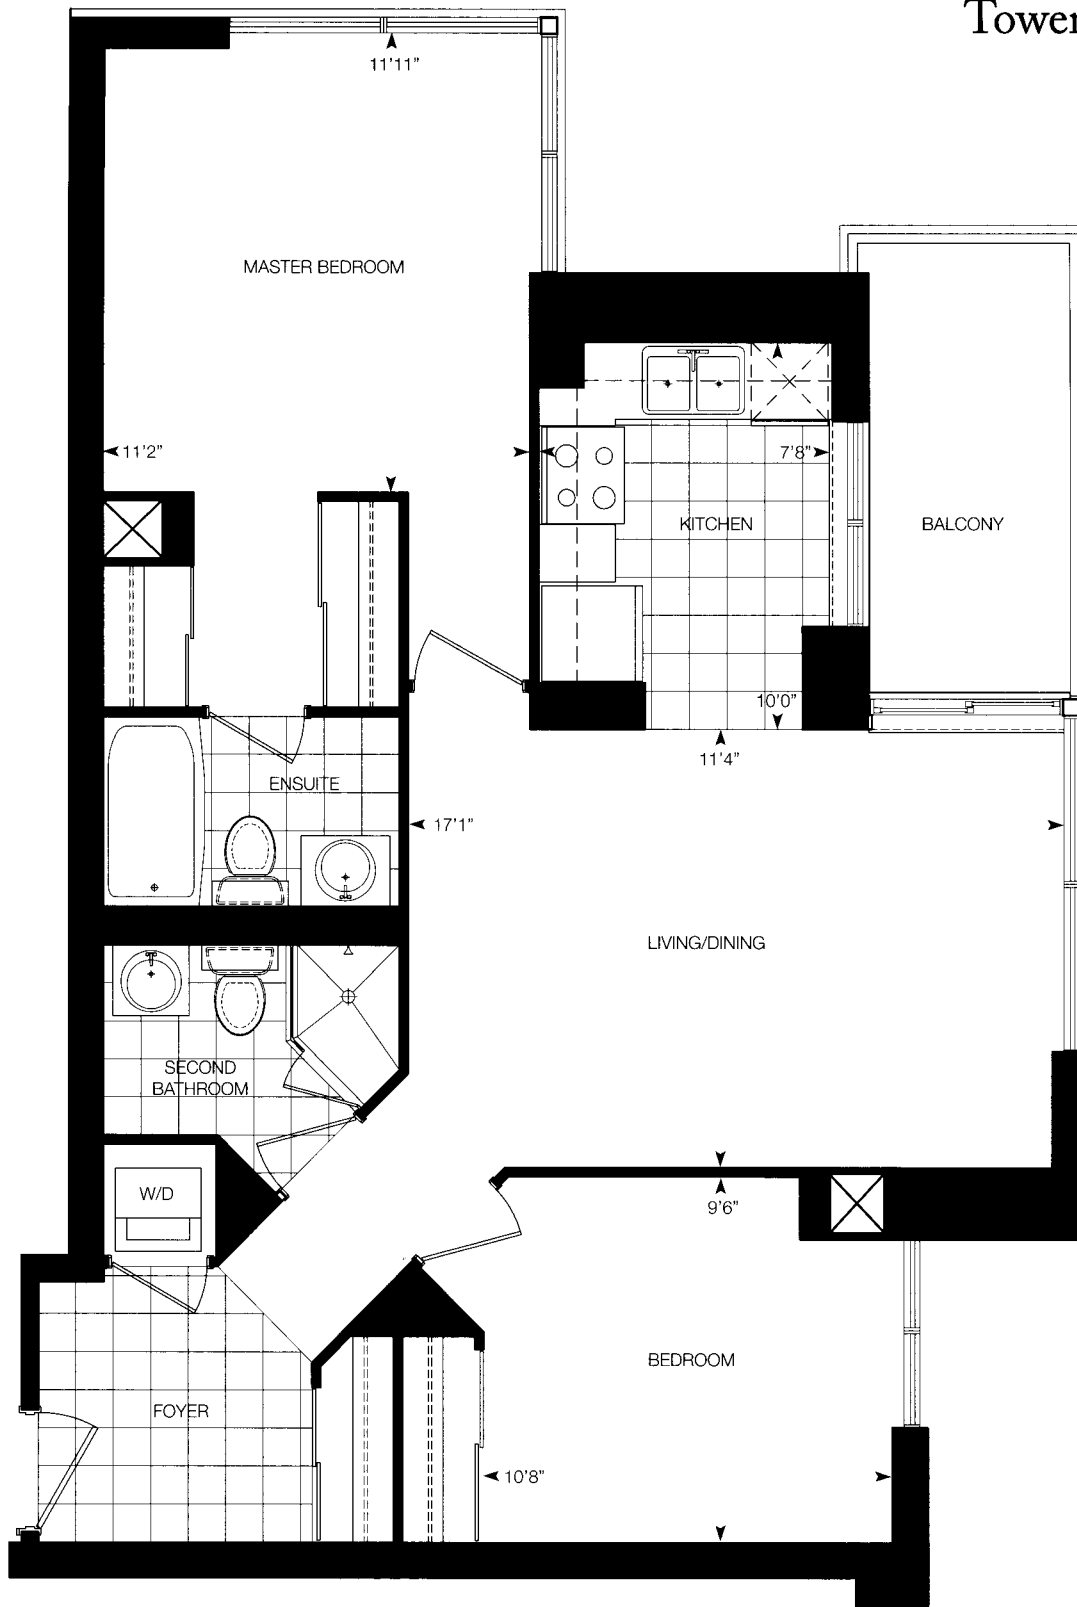 Tower
11'11"
MASTER BEDROOM
11'2"
7'8"
KITCHEN
BALCONY
10'0"
11'4"
ENSUITE
17'1"
LIVING/DINING
SECOND
BATHROOM
W/D
9'6"
BEDROOM
FOYER
10'8"